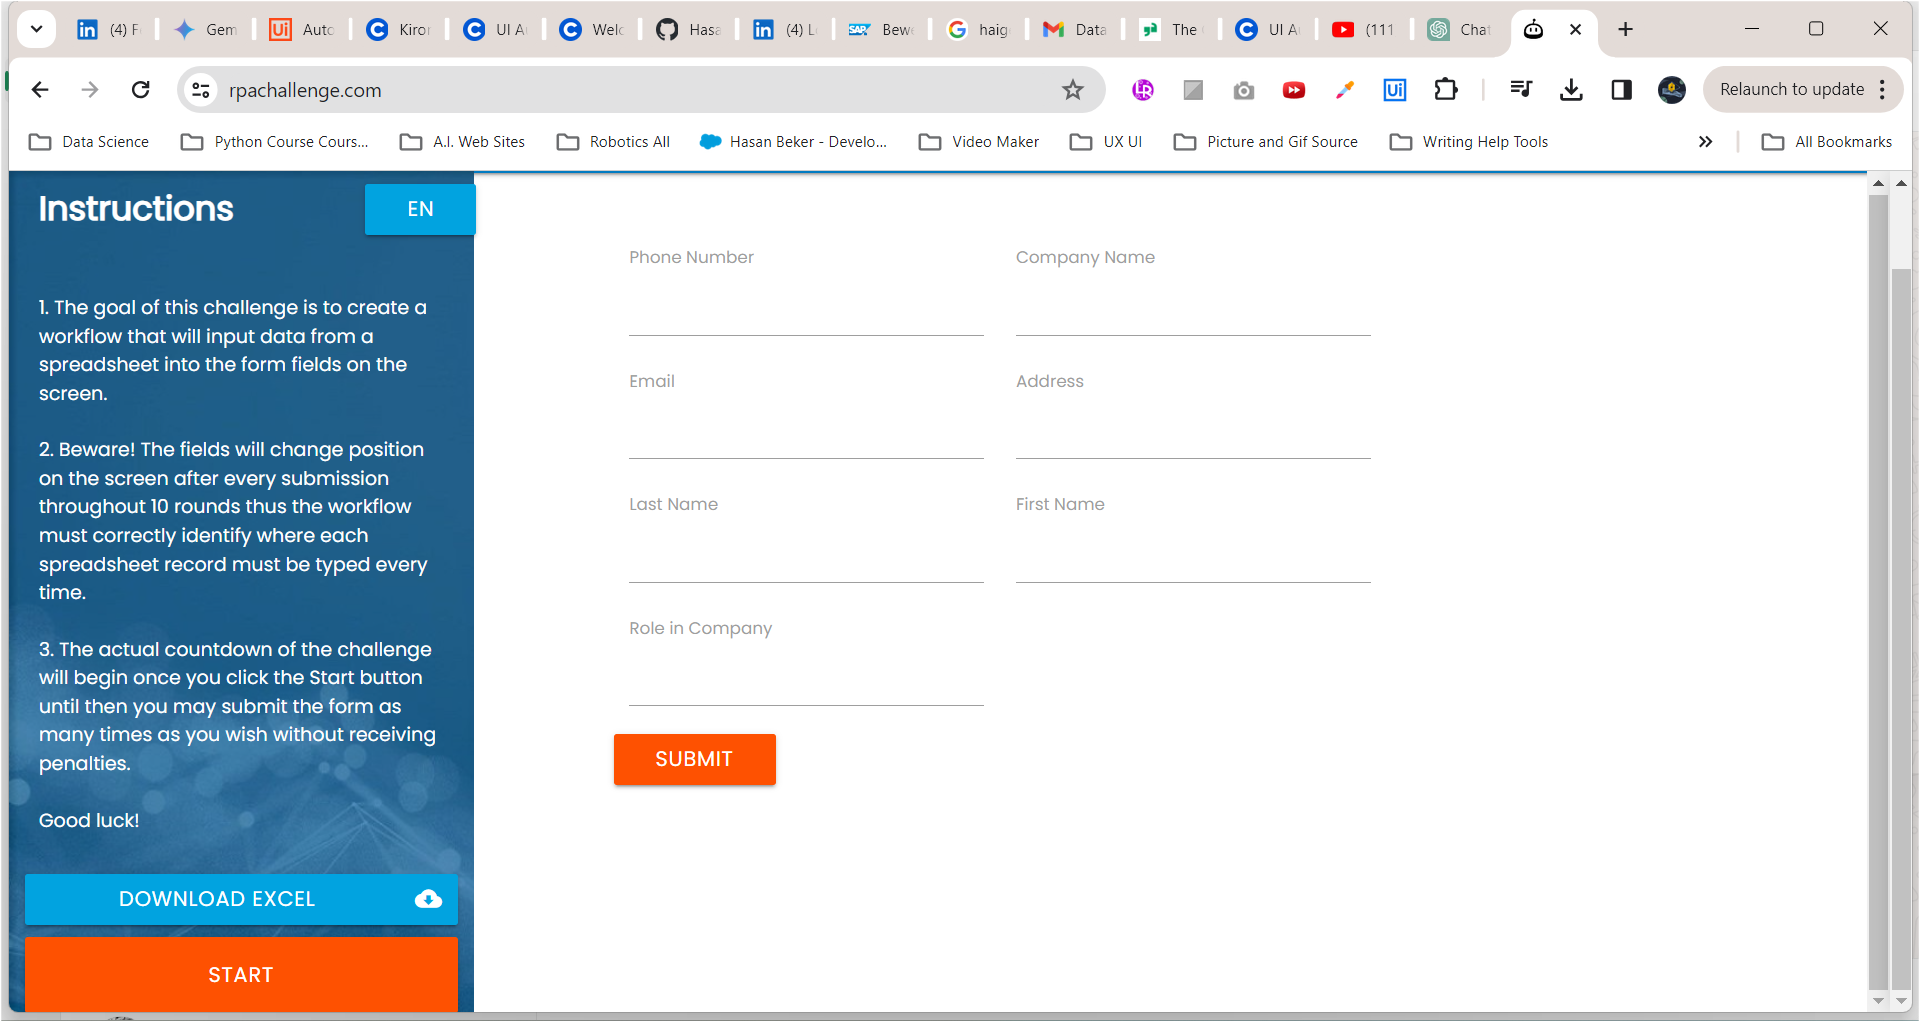 (4) F
Gem
Auto
Kiron
UI A
Welc
Hasa
(4) L
Bewe
haig
Data
The
UI A
(111
Chat
rpachallenge.com
Relaunch to update
Data Science
Python Course Cours...
A.I. Web Sites
Robotics All
Hasan Beker - Develo...
Video Maker
UX UI
Picture and Gif Source
Writing Help Tools
All Bookmarks
Instructions
EN
1. The goal of this challenge is to create a
workflow that will input data from a
spreadsheet into the form fields on the
screen.
2. Beware! The fields will change position
on the screen after every submission
throughout 10 rounds thus the workflow
must correctly identify where each
spreadsheet record must be typed every
time.
3. The actual countdown of the challenge
will begin once you click the Start button
until then you may submit the form as
many times as you wish without receiving
penalties.
Good luck!
DOWNLOAD EXCEL
START
Phone Number
Company Name
Email
Address
Last Name
First Name
Role in Company
SUBMIT